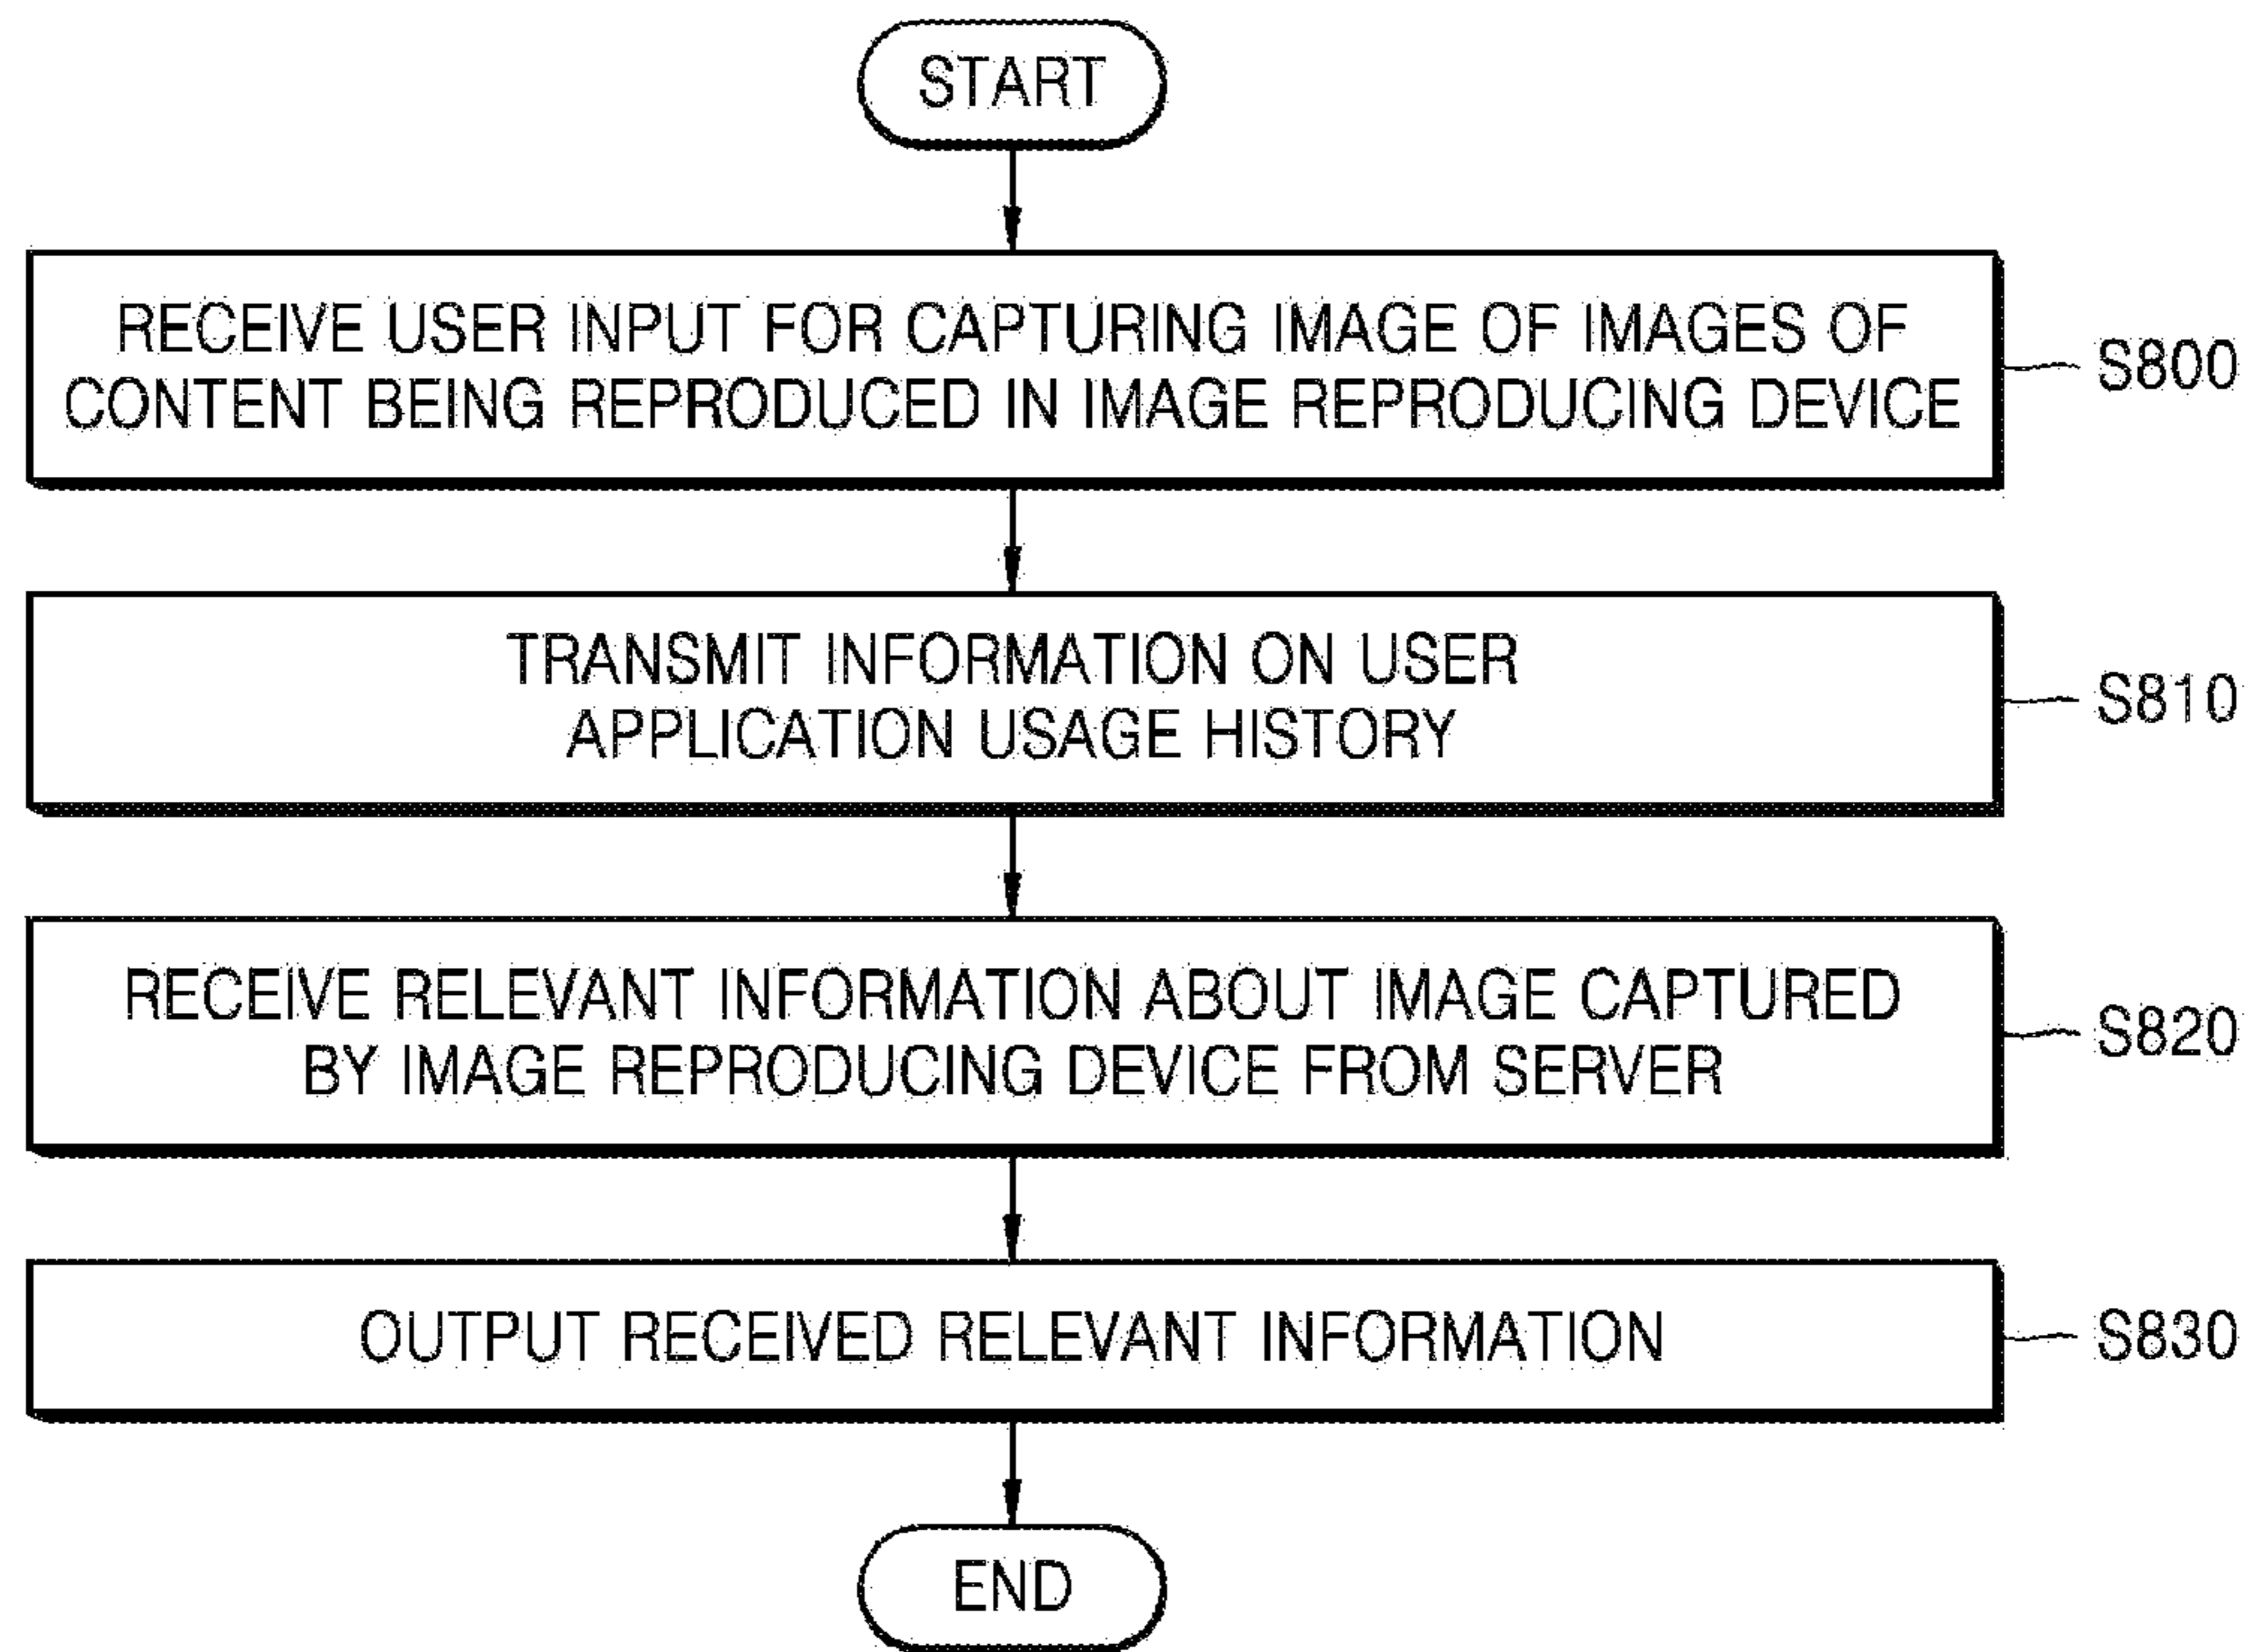 START
RECEIVE USER INPUT FOR CAPTURING IMAGE OF IMAGES OF
CONTENT BEING REPRODUCED IN IMAGE REPRODUCING DEVICE
S800
TRANSMIT INFORMATION ON USER
APPLICATION USAGE HISTORY
S810
RECEIVE RELEVANT INFORMATION ABOUT IMAGE CAPTURED
BY IMAGE REPRODUCING DEVICE FROM SERVER
S820
OUTPUT RECEIVED RELEVANT INFORMATION
S830
END